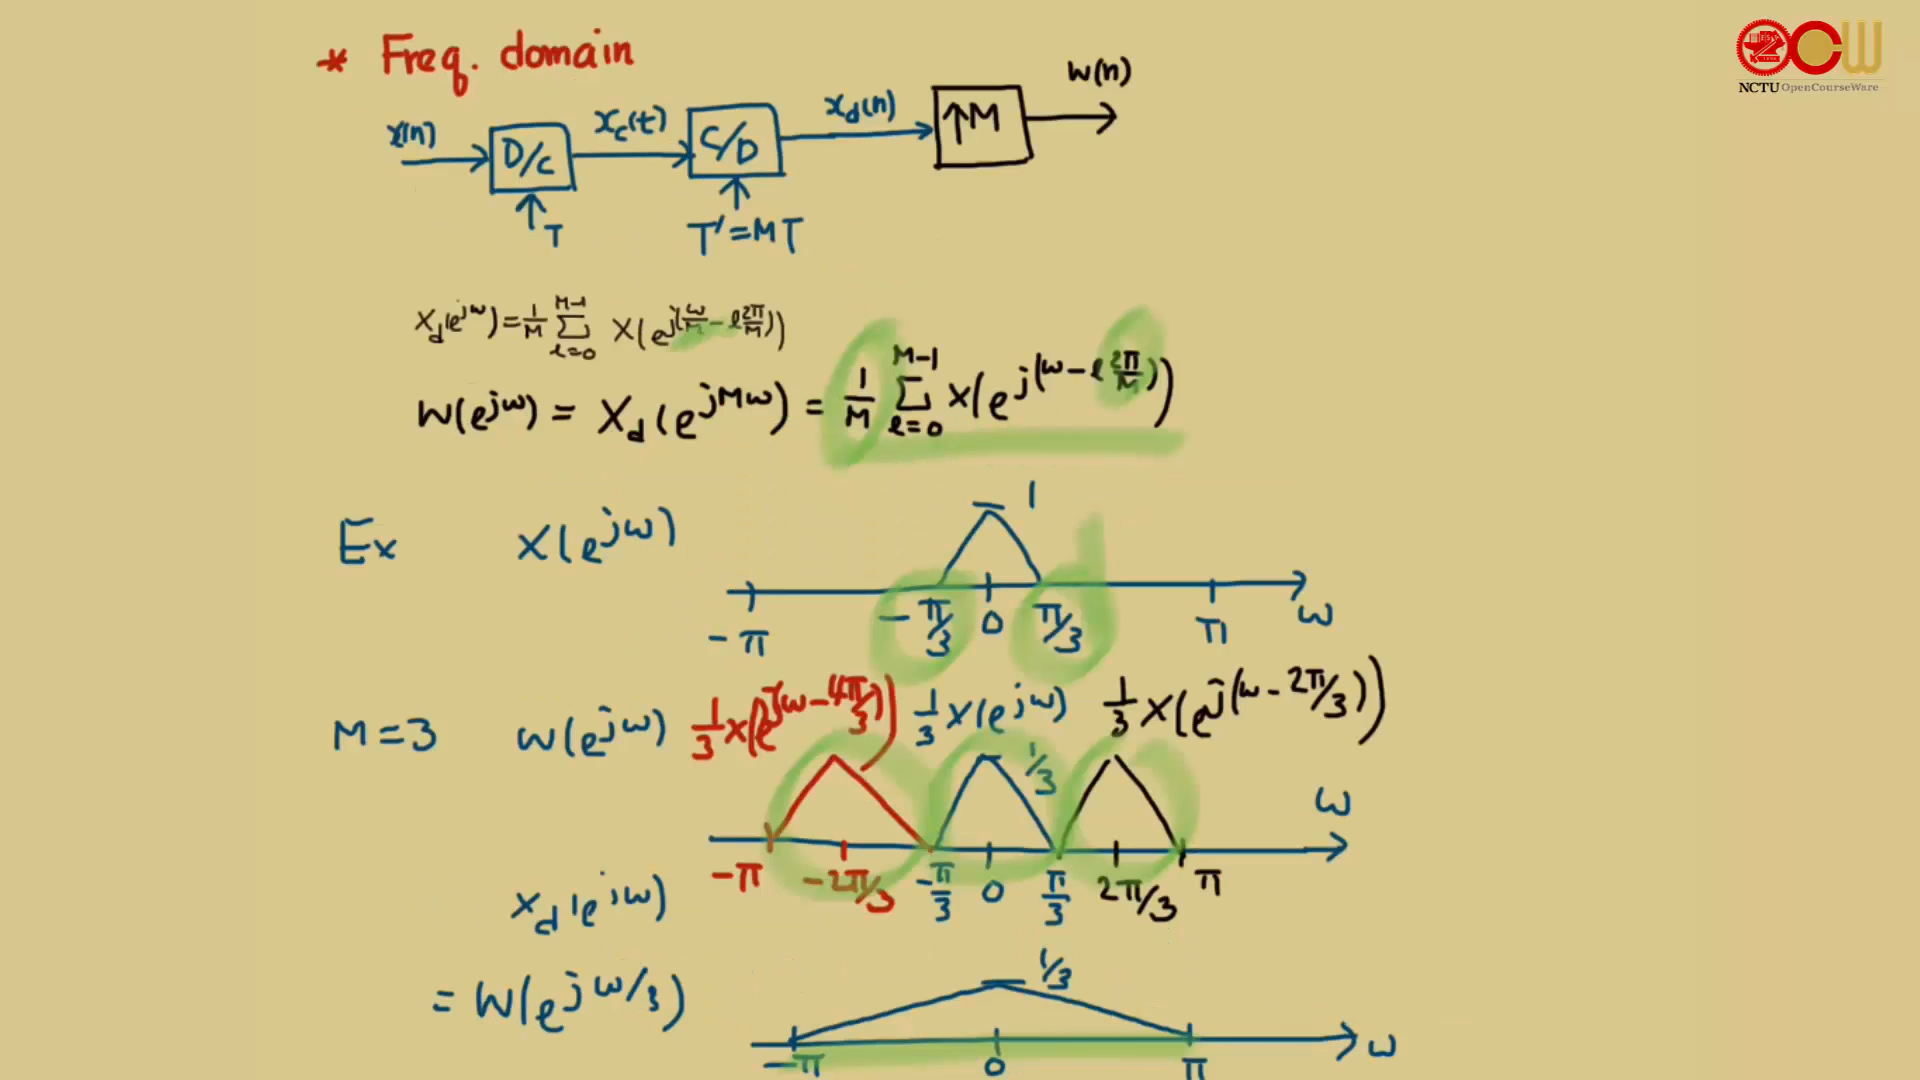 * Freq. domain
NCTU OpenCourseWare
x(n) D/C x_c(t) C/D x_d(n) ↑M w(n)
T T'=MT
X_d(e^{jω}) = 1/M Σ_{l=0}^{M-1} X(e^{j(ω/M - l 2π/M)})
W(e^{jω}) = X_d(e^{jMω}) = 1/M Σ_{l=0}^{M-1} X(e^{j(ω - l 2π/M)})
Ex X(e^{jω}) 1
-π -π/3 0 π/3 π ω
M=3 W(e^{jω}) 1/3 X(e^{j(ω-4π/3)}) 1/3 X(e^{jω}) 1/3 X(e^{j(ω-2π/3)})
1/3 ω
-π -2π/3 -π/3 0 π/3 2π/3 π
X_d(e^{jω})
= W(e^{jω/3}) 1/3
-π 0 π ω